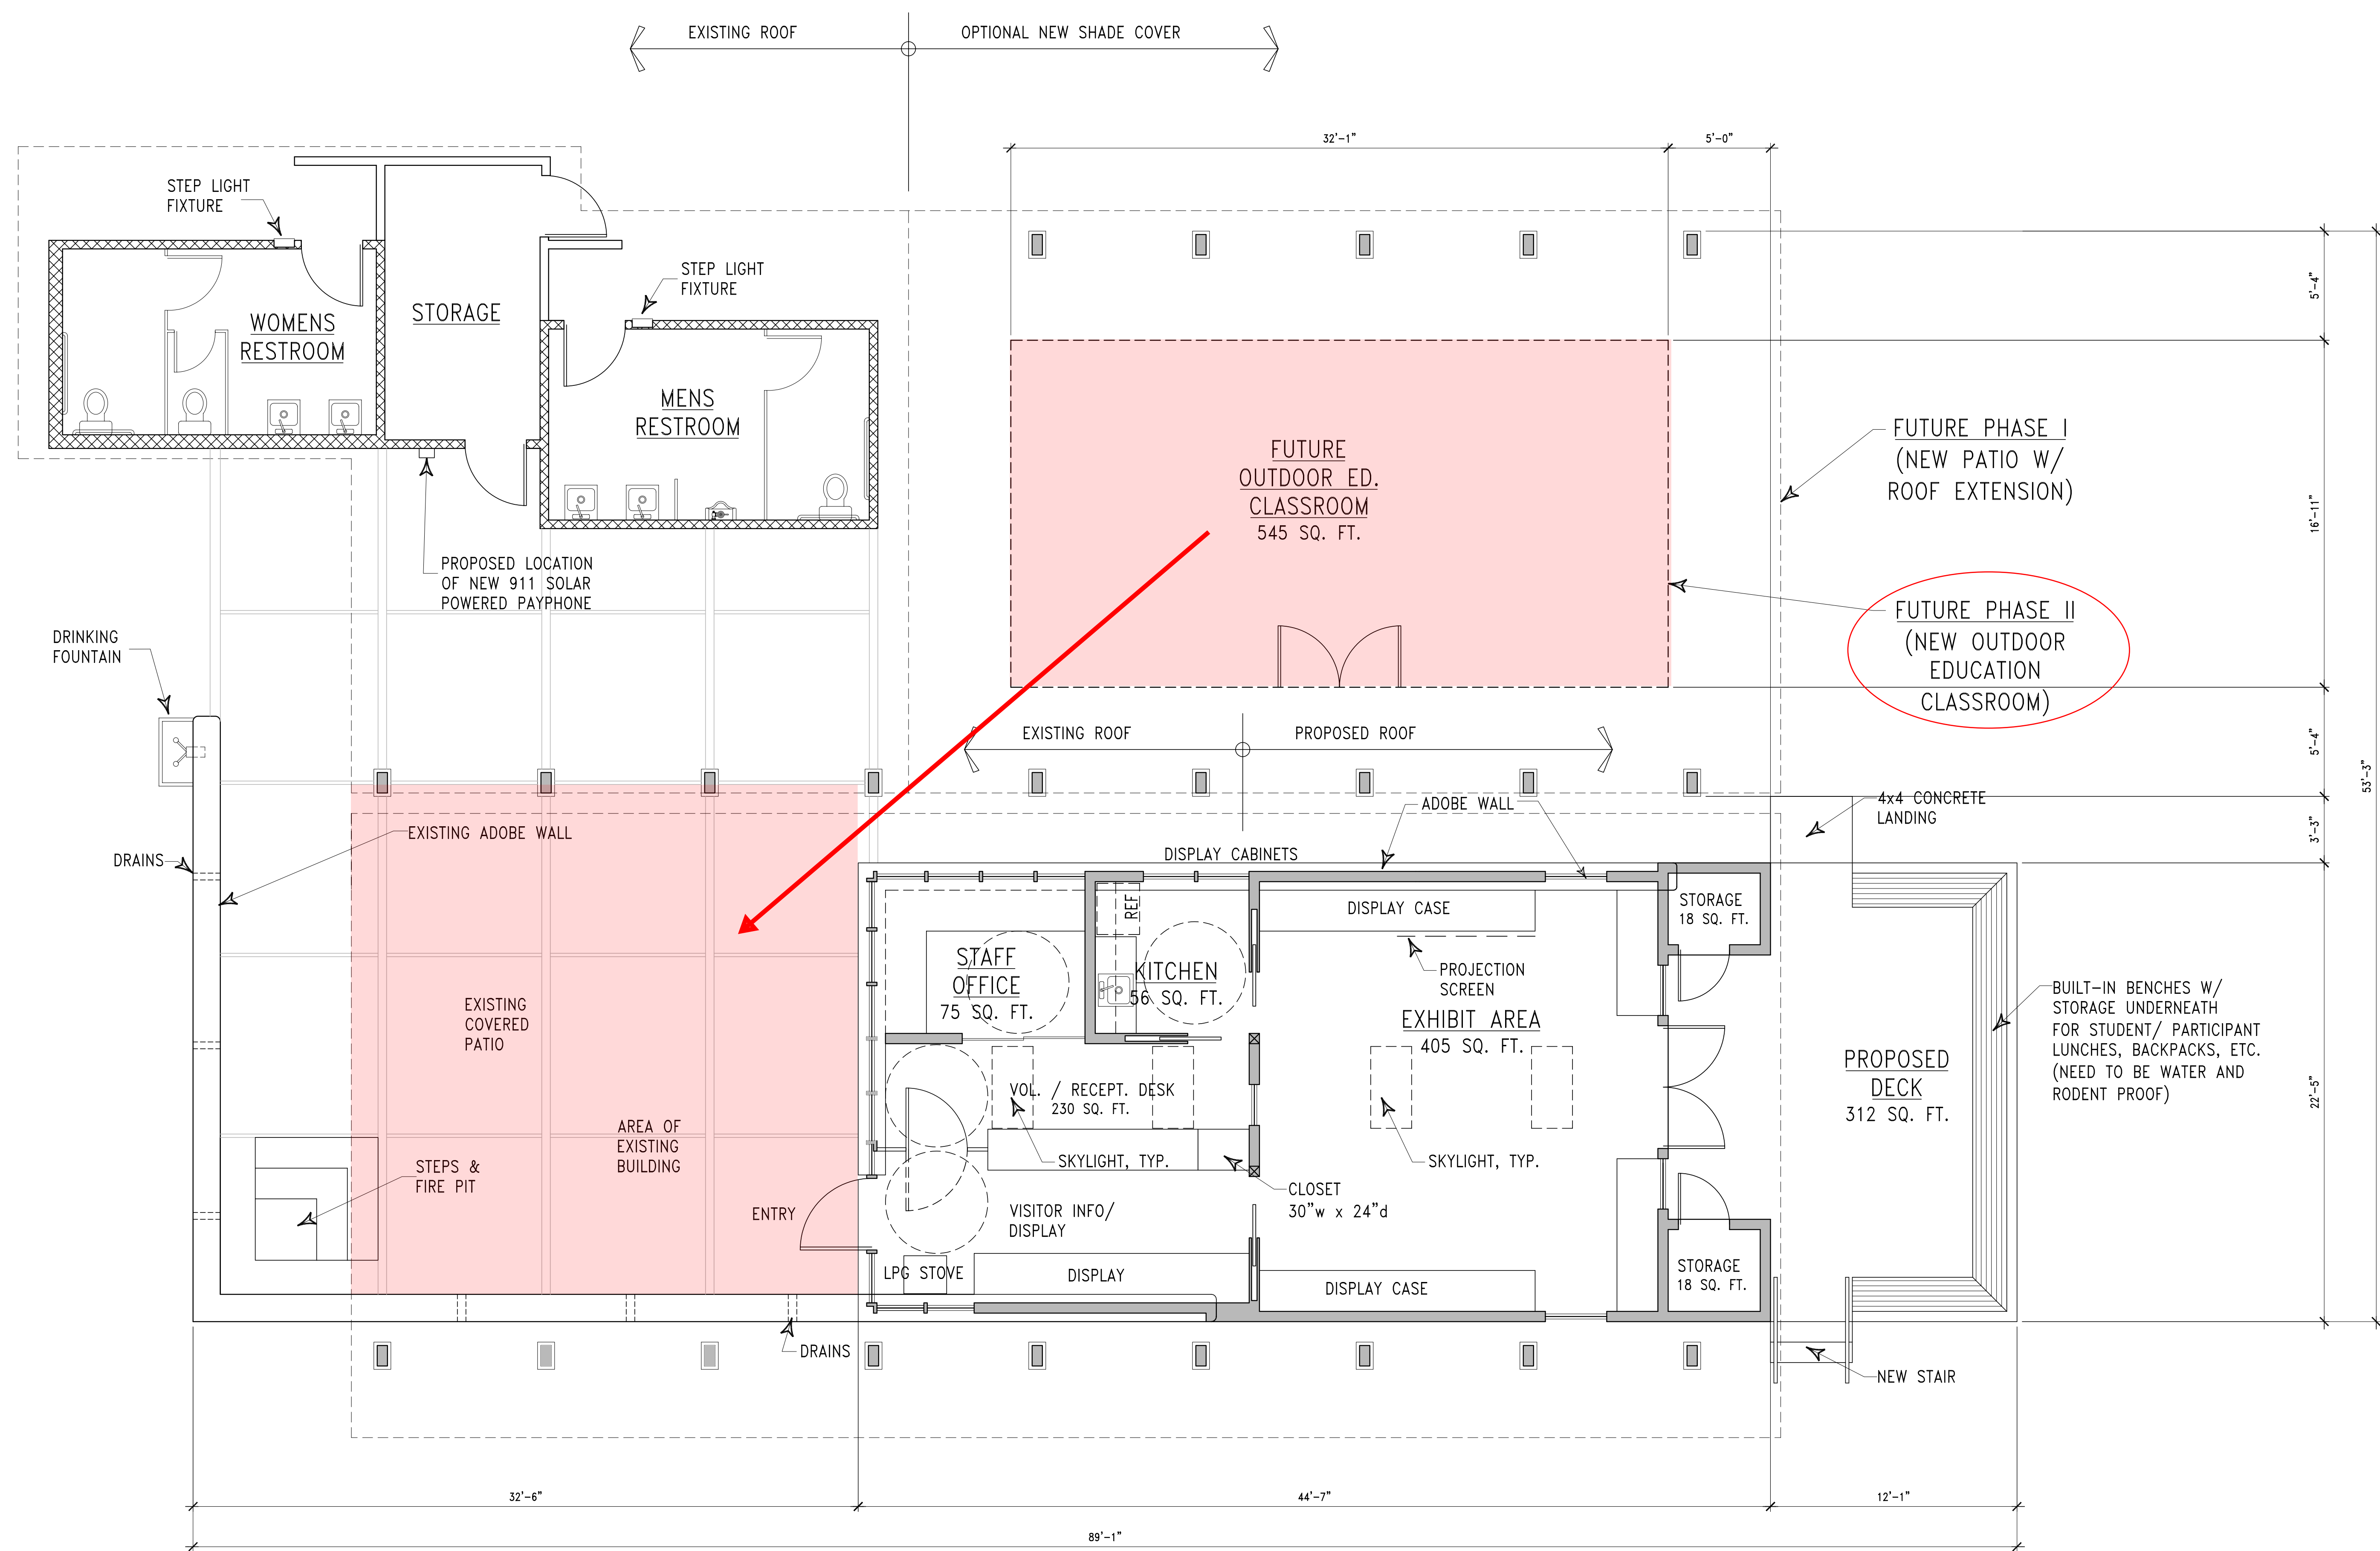 EXISTING ROOF
OPTIONAL NEW SHADE COVER
32'-1"
5'-0"
STEP LIGHT
FIXTURE
STEP LIGHT
FIXTURE
WOMENS
RESTROOM
STORAGE
MENS
RESTROOM
5'-4"
FUTURE
OUTDOOR ED.
CLASSROOM
545 SQ. FT.
FUTURE PHASE I
(NEW PATIO W/
ROOF EXTENSION)
16'-11"
PROPOSED LOCATION
OF NEW 911 SOLAR
POWERED PAYPHONE
FUTURE PHASE II
(NEW OUTDOOR
EDUCATION
CLASSROOM)
DRINKING
FOUNTAIN
EXISTING ROOF
PROPOSED ROOF
5'-4"
53'-3"
EXISTING ADOBE WALL
ADOBE WALL
4x4 CONCRETE
LANDING
3'-3"
DRAINS
DISPLAY CABINETS
REF
DISPLAY CASE
STORAGE
18 SQ. FT.
STAFF
OFFICE
75 SQ. FT.
KITCHEN
56 SQ. FT.
PROJECTION
SCREEN
EXISTING
COVERED
PATIO
EXHIBIT AREA
405 SQ. FT.
BUILT-IN BENCHES W/
STORAGE UNDERNEATH
FOR STUDENT/ PARTICIPANT
LUNCHES, BACKPACKS, ETC.
(NEED TO BE WATER AND
RODENT PROOF)
PROPOSED
DECK
312 SQ. FT.
22'-5"
VOL. / RECEPT. DESK
230 SQ. FT.
AREA OF
EXISTING
BUILDING
STEPS &
FIRE PIT
SKYLIGHT, TYP.
SKYLIGHT, TYP.
CLOSET
30"w x 24"d
ENTRY
VISITOR INFO/
DISPLAY
LPG STOVE
DISPLAY
DISPLAY CASE
STORAGE
18 SQ. FT.
DRAINS
NEW STAIR
32'-6"
44'-7"
12'-1"
89'-1"